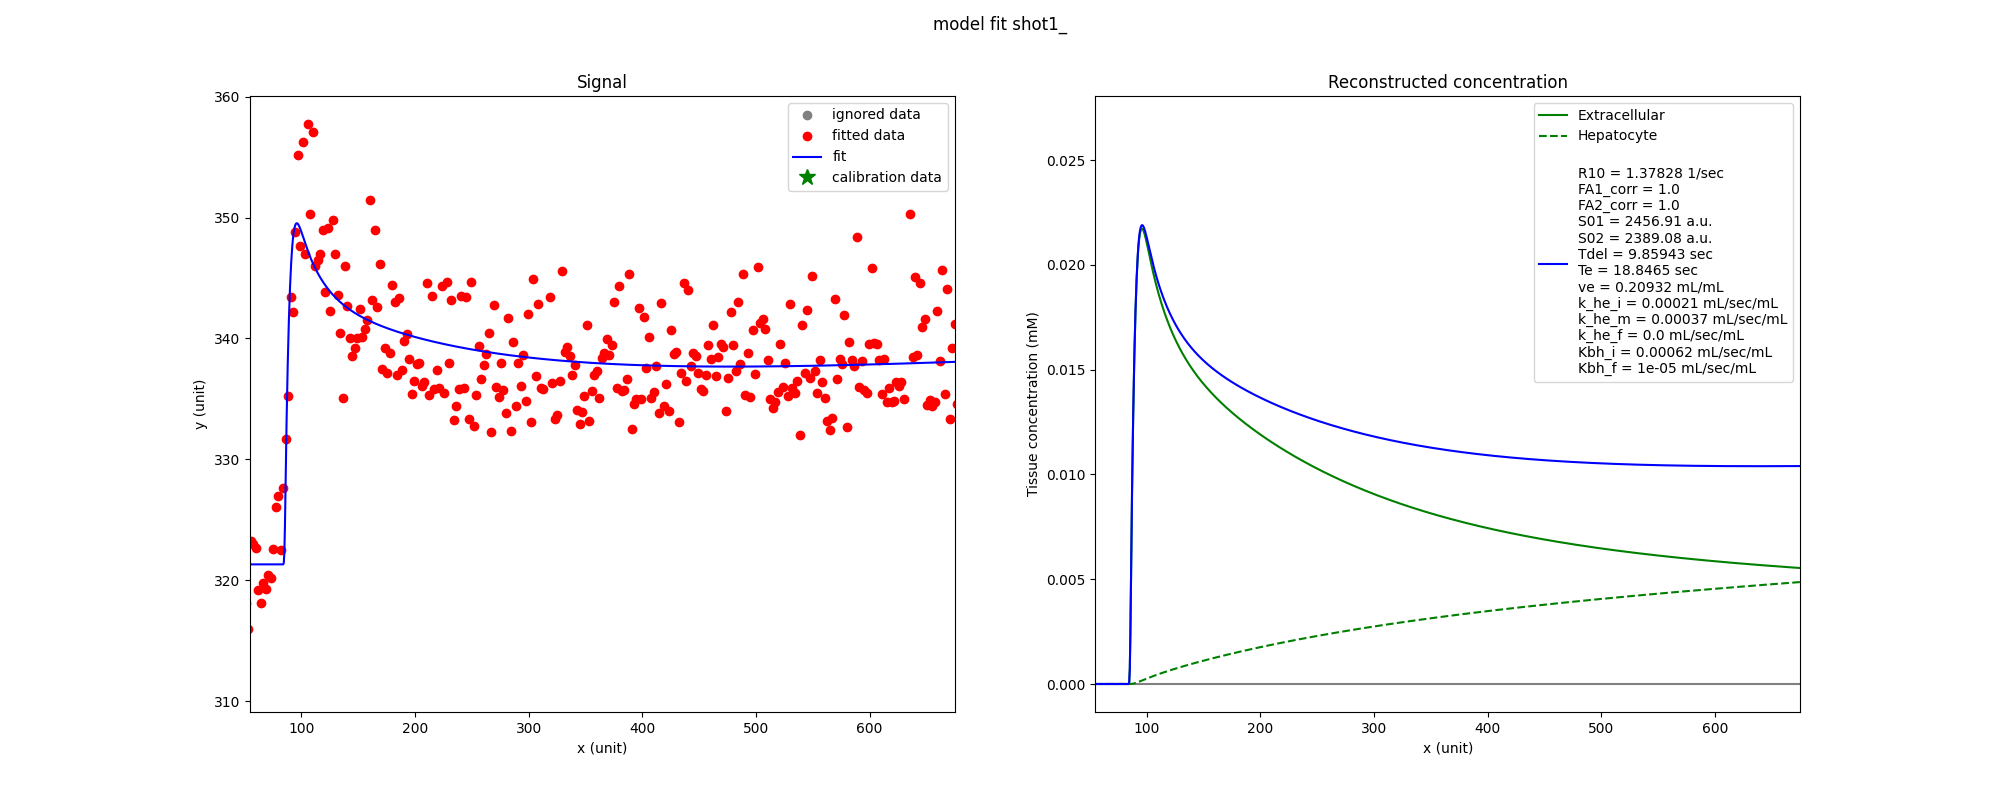 model fit shot1_
Signal
360
350
340
330
320
310
y (unit)
100 200 300 400 500 600
x (unit)
ignored data
fitted data
fit
calibration data
Reconstructed concentration
0.025
0.020
0.015
0.010
0.005
0.000
Tissue concentration (mM)
100 200 300 400 500 600
x (unit)
Extracellular
Hepatocyte
R10 = 1.37828 1/sec
FA1_corr = 1.0
FA2_corr = 1.0
S01 = 2456.91 a.u.
S02 = 2389.08 a.u.
Tdel = 9.85943 sec
Te = 18.8465 sec
ve = 0.20932 mL/mL
k_he_i = 0.00021 mL/sec/mL
k_he_m = 0.00037 mL/sec/mL
k_he_f = 0.0 mL/sec/mL
Kbh_i = 0.00062 mL/sec/mL
Kbh_f = 1e-05 mL/sec/mL